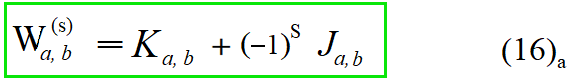 W_{a, b}^{(s)} = K_{a, b} + (-1)^S J_{a, b} (16)_a